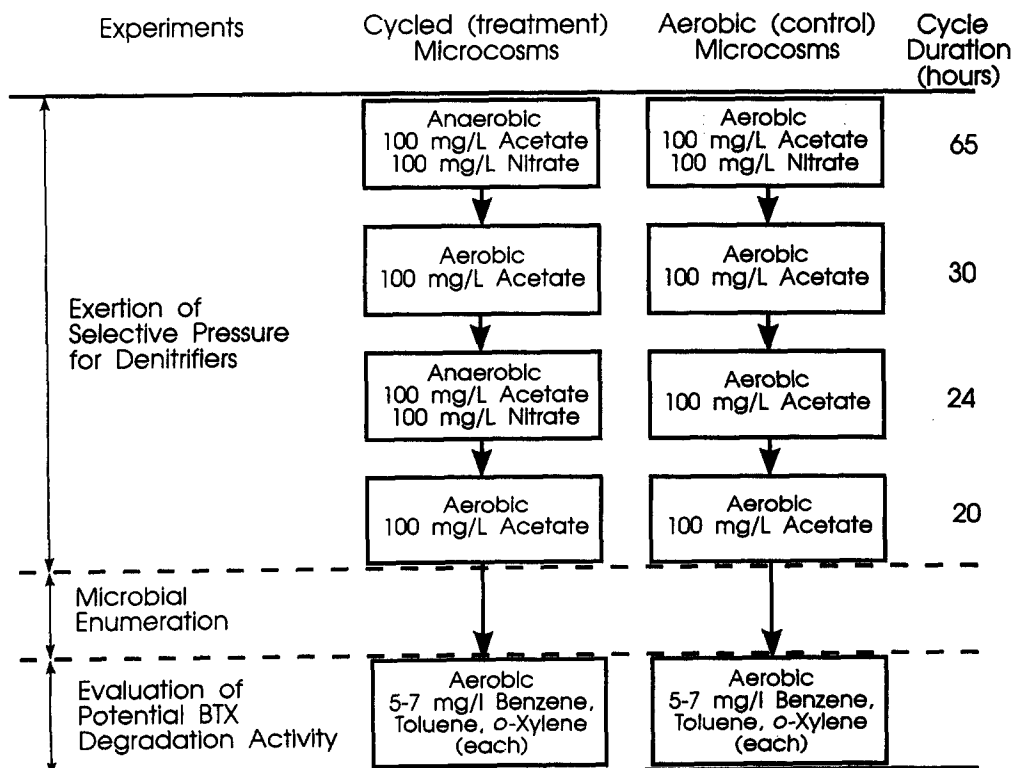 Experiments
Cycled (treatment)
Microcosms
Aerobic (control)
Microcosms
Cycle
Duration
(hours)
Exertion of
Selective Pressure
for Denitrifiers
Anaerobic
100 mg/L Acetate
100 mg/L Nitrate
Aerobic
100 mg/L Acetate
100 mg/L Nitrate
65
Aerobic
100 mg/L Acetate
Aerobic
100 mg/L Acetate
30
Anaerobic
100 mg/L Acetate
100 mg/L Nitrate
Aerobic
100 mg/L Acetate
24
Aerobic
100 mg/L Acetate
Aerobic
100 mg/L Acetate
20
Microbial
Enumeration
Evaluation of
Potential BTX
Degradation Activity
Aerobic
5-7 mg/l Benzene,
Toluene, o-Xylene
(each)
Aerobic
5-7 mg/l Benzene,
Toluene, o-Xylene
(each)